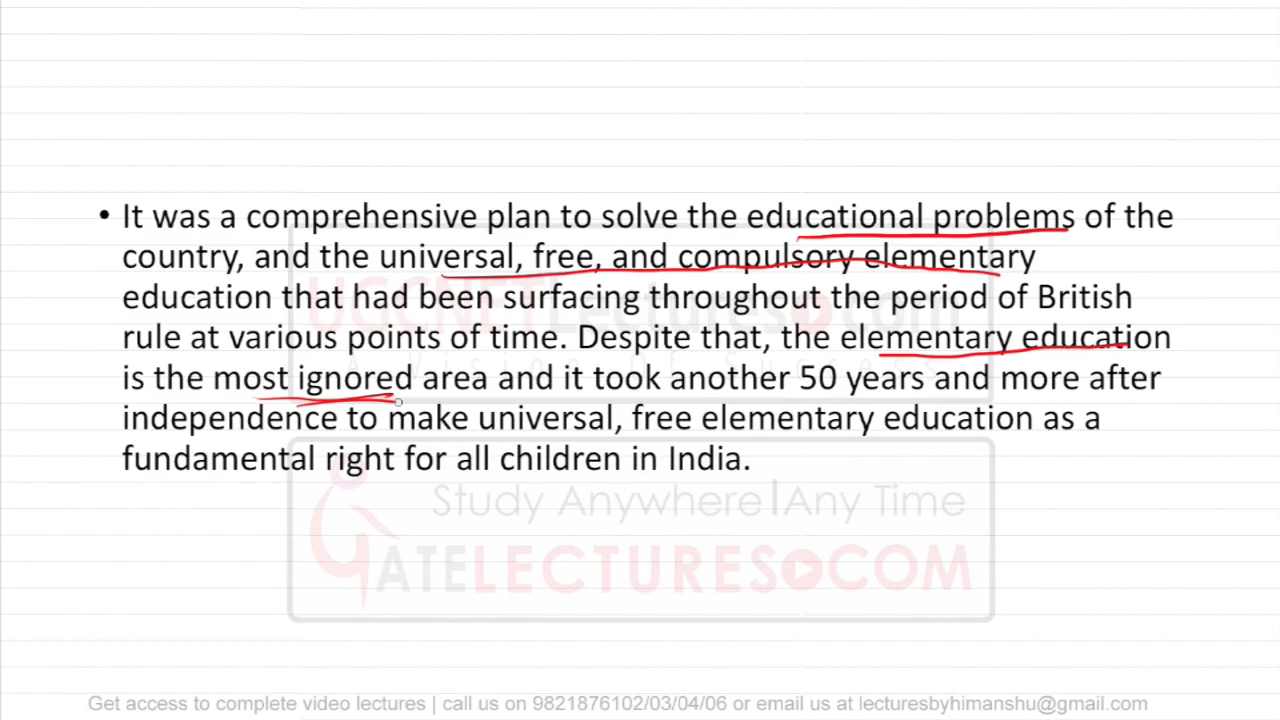 • It was a comprehensive plan to solve the educational problems of the
country, and the universal, free, and compulsory elementary
education that had been surfacing throughout the period of British
rule at various points of time. Despite that, the elementary education
is the most ignored area and it took another 50 years and more after
independence to make universal, free elementary education as a
fundamental right for all children in India.
UGCNETLectures.com
A Vision Of Success
Study Anywhere|Any Time
GATELECTURES.COM
Get access to complete video lectures | call us on 9821876102/03/04/06 or email us at lecturesbyhimanshu@gmail.com